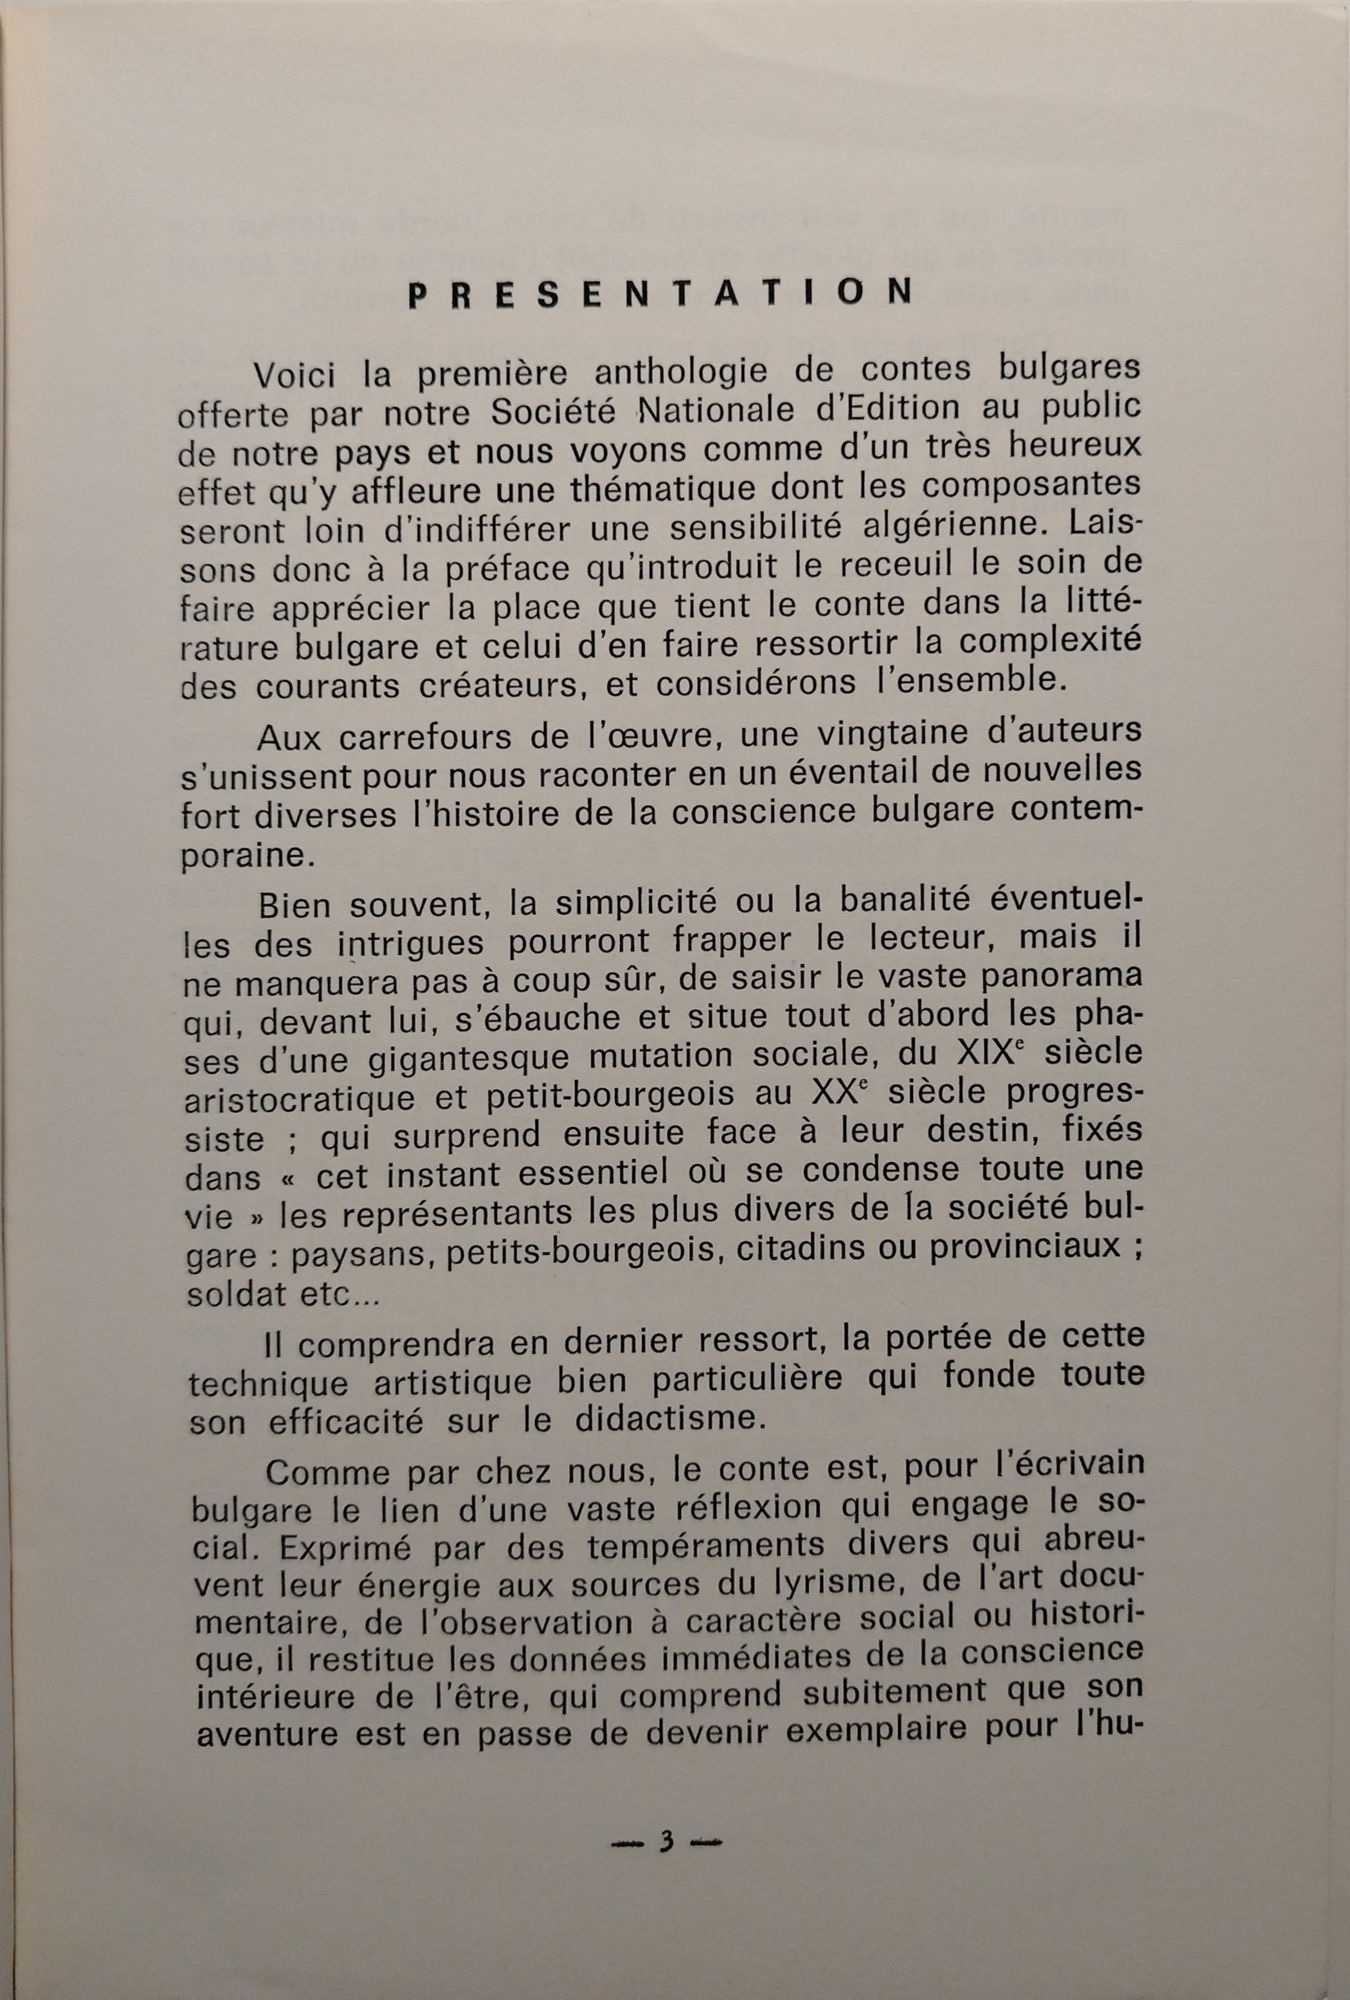 PRESENTATION
Voici la première anthologie de contes bulgares
offerte par notre Société Nationale d'Edition au public
de notre pays et nous voyons comme d'un très heureux
effet qu'y affleure une thématique dont les composantes
seront loin d'indifférer une sensibilité algérienne. Lais-
sons donc à la préface qu'introduit le receuil le soin de
faire apprécier la place que tient le conte dans la litté-
rature bulgare et celui d'en faire ressortir la complexité
des courants créateurs, et considérons l'ensemble.
Aux carrefours de l'œuvre, une vingtaine d'auteurs
s'unissent pour nous raconter en un éventail de nouvelles
fort diverses l'histoire de la conscience bulgare contem-
poraine.
Bien souvent, la simplicité ou la banalité éventuel-
les des intrigues pourront frapper le lecteur, mais il
ne manquera pas à coup sûr, de saisir le vaste panorama
qui, devant lui, s'ébauche et situe tout d'abord les pha-
ses d'une gigantesque mutation sociale, du XIXe siècle
aristocratique et petit-bourgeois au XXe siècle progres-
siste ; qui surprend ensuite face à leur destin, fixés
dans « cet instant essentiel où se condense toute une
vie » les représentants les plus divers de la société bul-
gare : paysans, petits-bourgeois, citadins ou provinciaux ;
soldat etc...
Il comprendra en dernier ressort, la portée de cette
technique artistique bien particulière qui fonde toute
son efficacité sur le didactisme.
Comme par chez nous, le conte est, pour l'écrivain
bulgare le lien d'une vaste réflexion qui engage le so-
cial. Exprimé par des tempéraments divers qui abreu-
vent leur énergie aux sources du lyrisme, de l'art docu-
mentaire, de l'observation à caractère social ou histori-
que, il restitue les données immédiates de la conscience
intérieure de l'être, qui comprend subitement que son
aventure est en passe de devenir exemplaire pour l'hu-
— 3 —